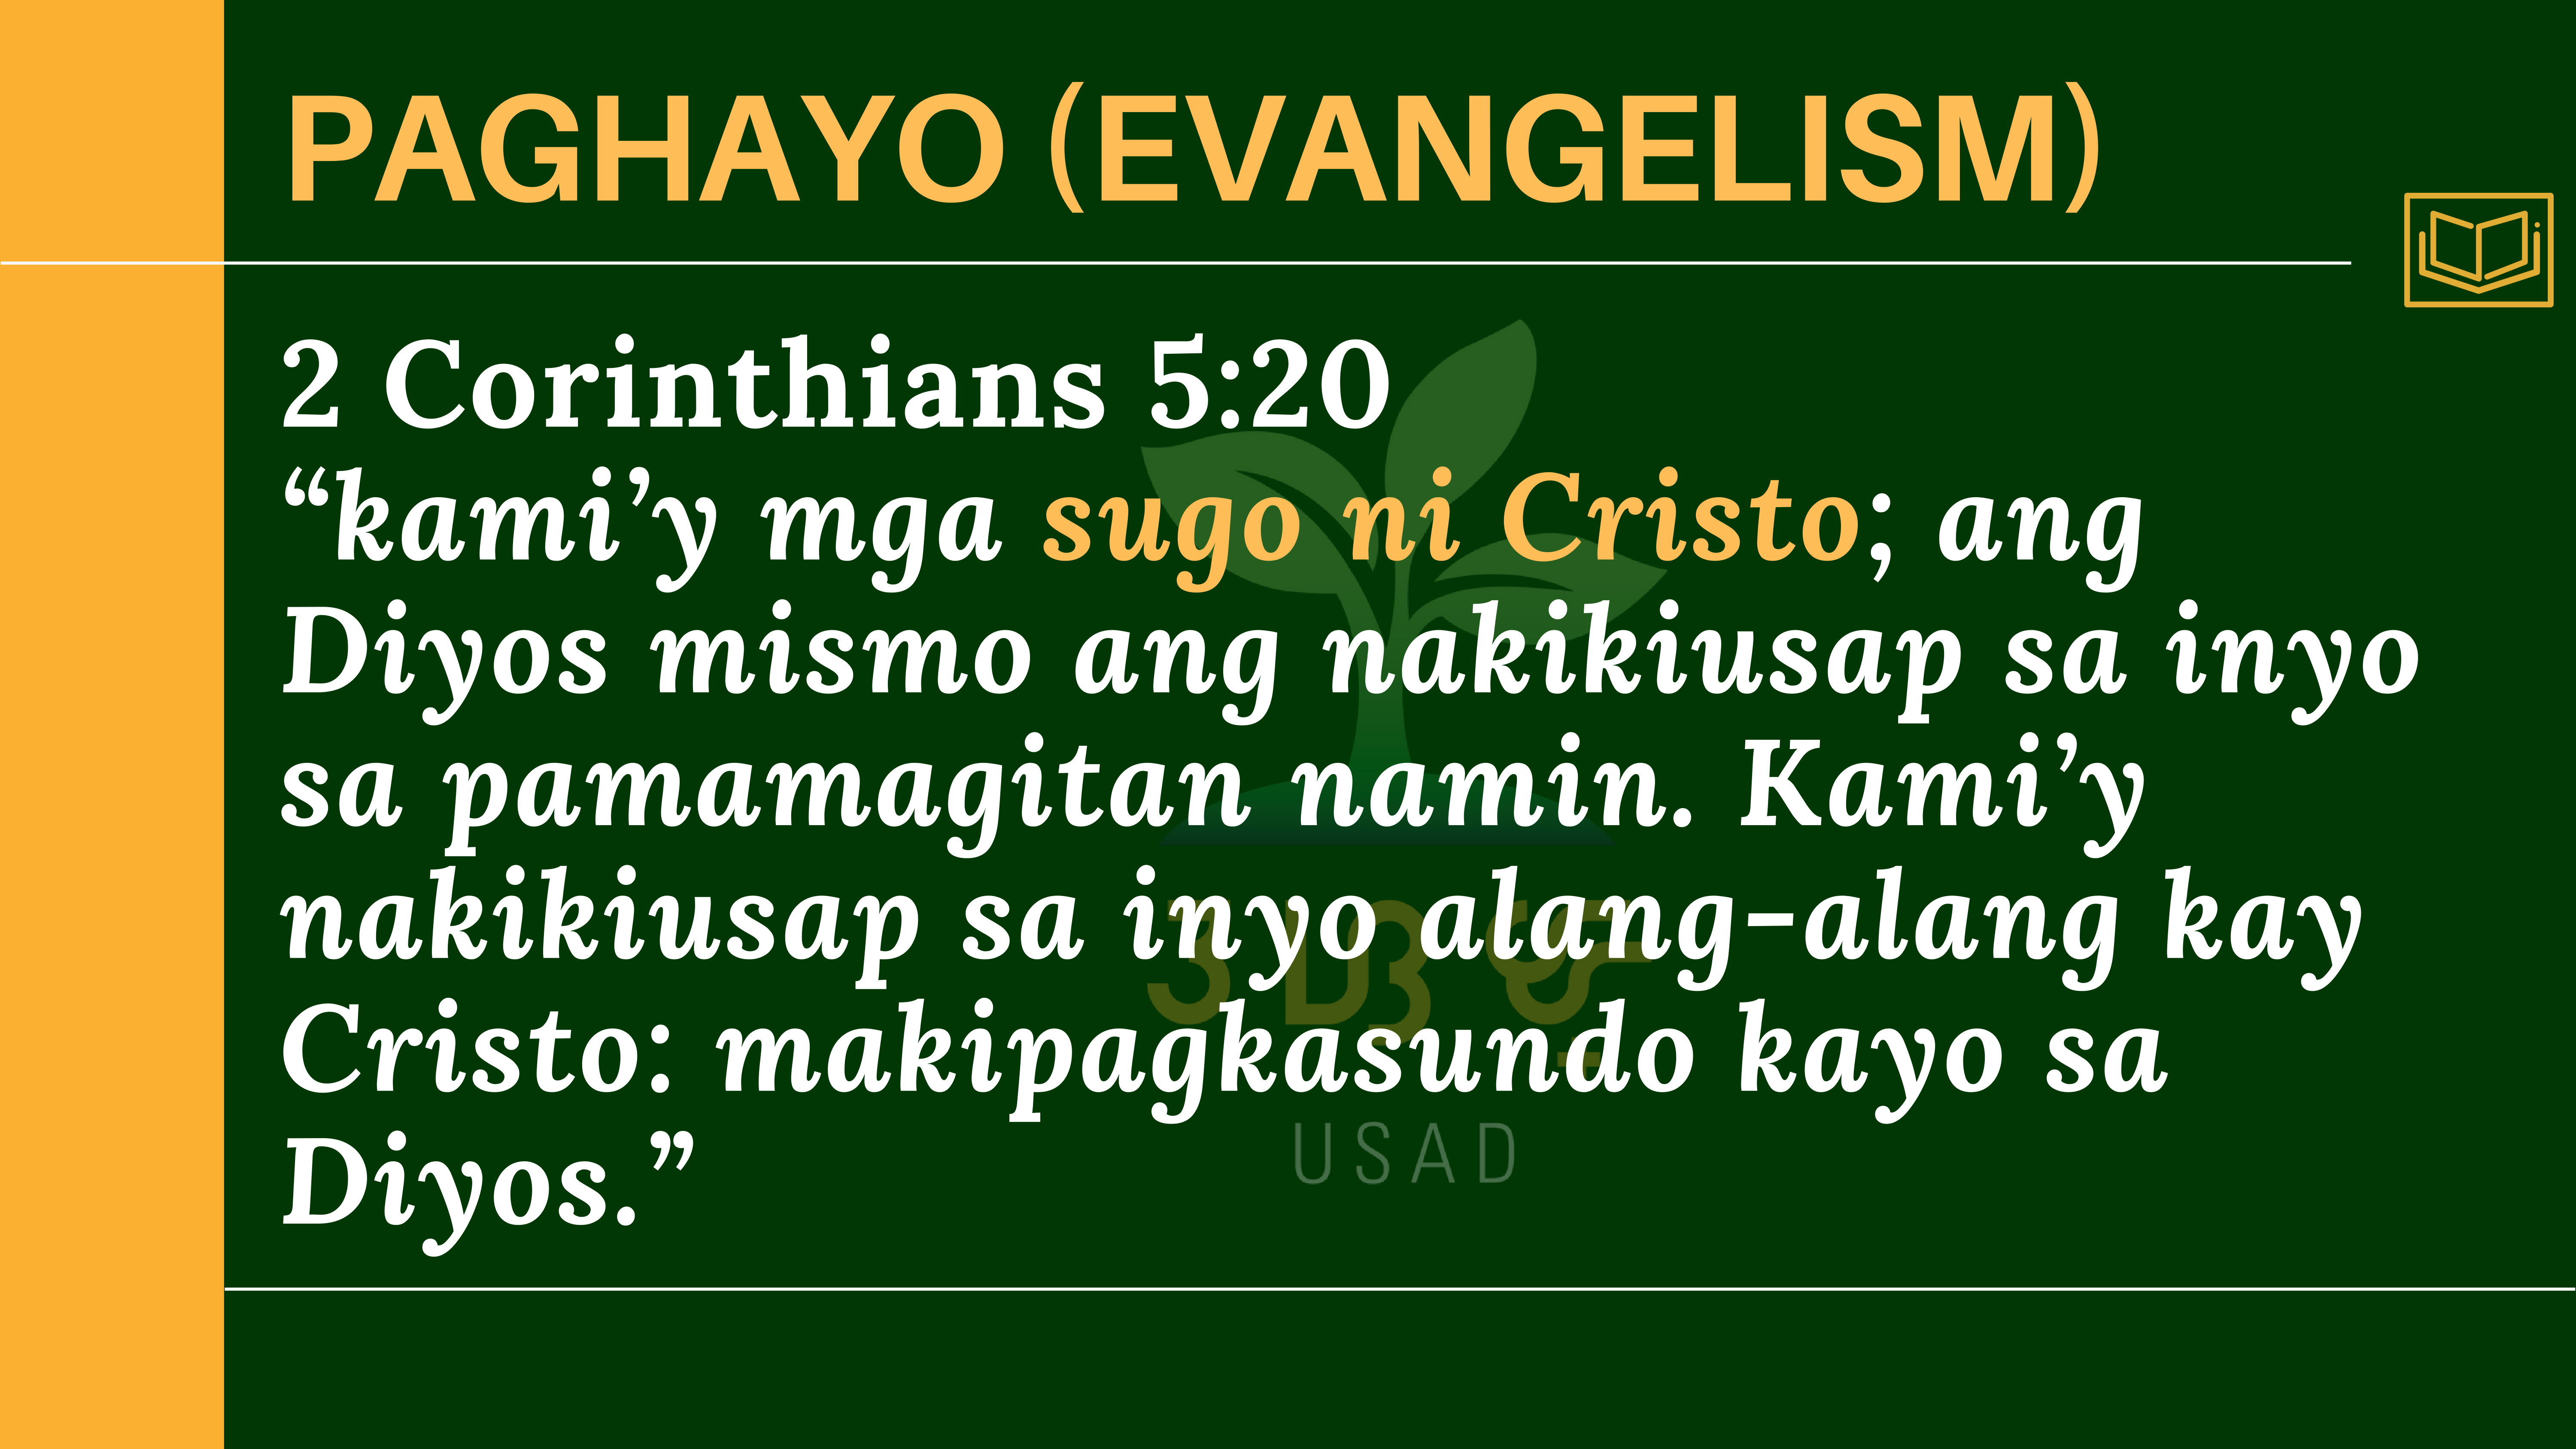 PAGHAYO (EVANGELISM)
2 Corinthians 5:20
“kami’y mga sugo ni Cristo; ang
Diyos mismo ang nakikiusap sa inyo
sa pamamagitan namin. Kami’y
nakikiusap sa inyo alang-alang kay
Cristo: makipagkasundo kayo sa
Diyos.”
USAD